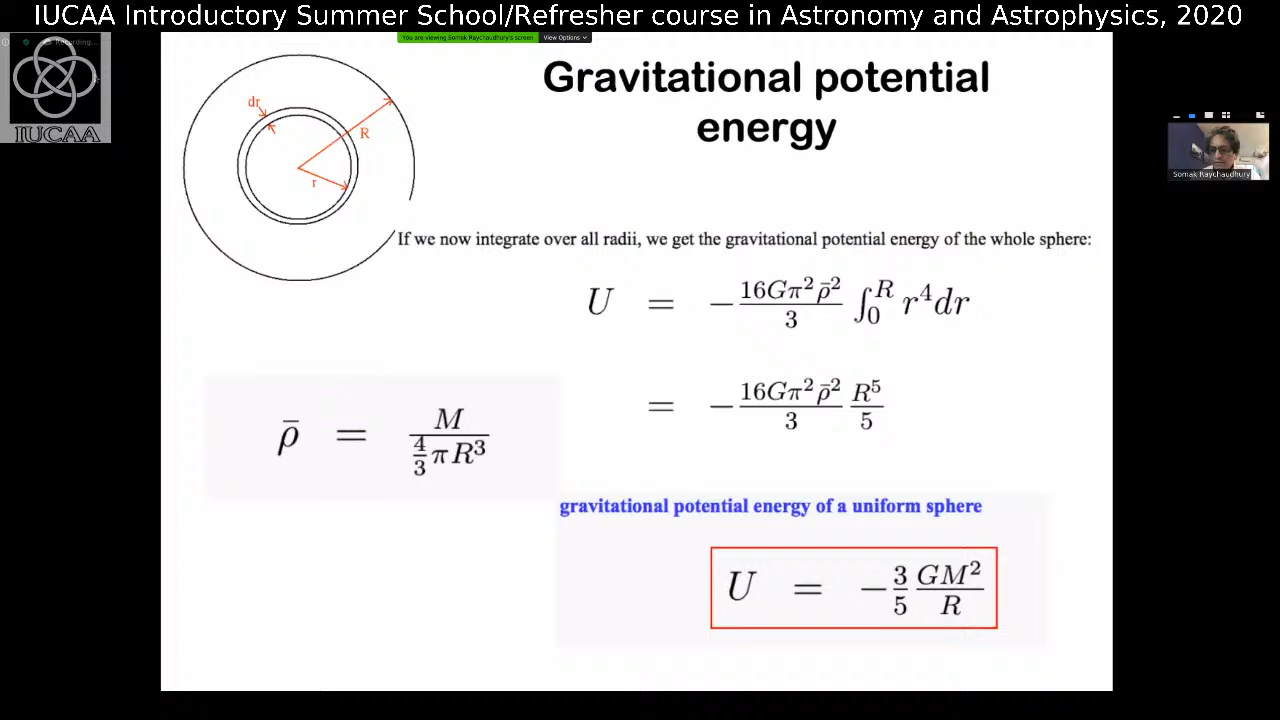 IUCAA Introductory Summer School/Refresher course in Astronomy and Astrophysics, 2020
You are viewing Somak Raychaudhury's screen View Options
Recording...
IUCAA
Gravitational potential
energy
dr
R
r
Somak Raychaudhury
If we now integrate over all radii, we get the gravitational potential energy of the whole sphere:
U = −16Gπ²ρ̄²/3 ∫₀ᴿ r⁴dr
= −16Gπ²ρ̄²/3 R⁵/5
ρ̄ = M/(4/3 πR³)
gravitational potential energy of a uniform sphere
U = −3/5 GM²/R